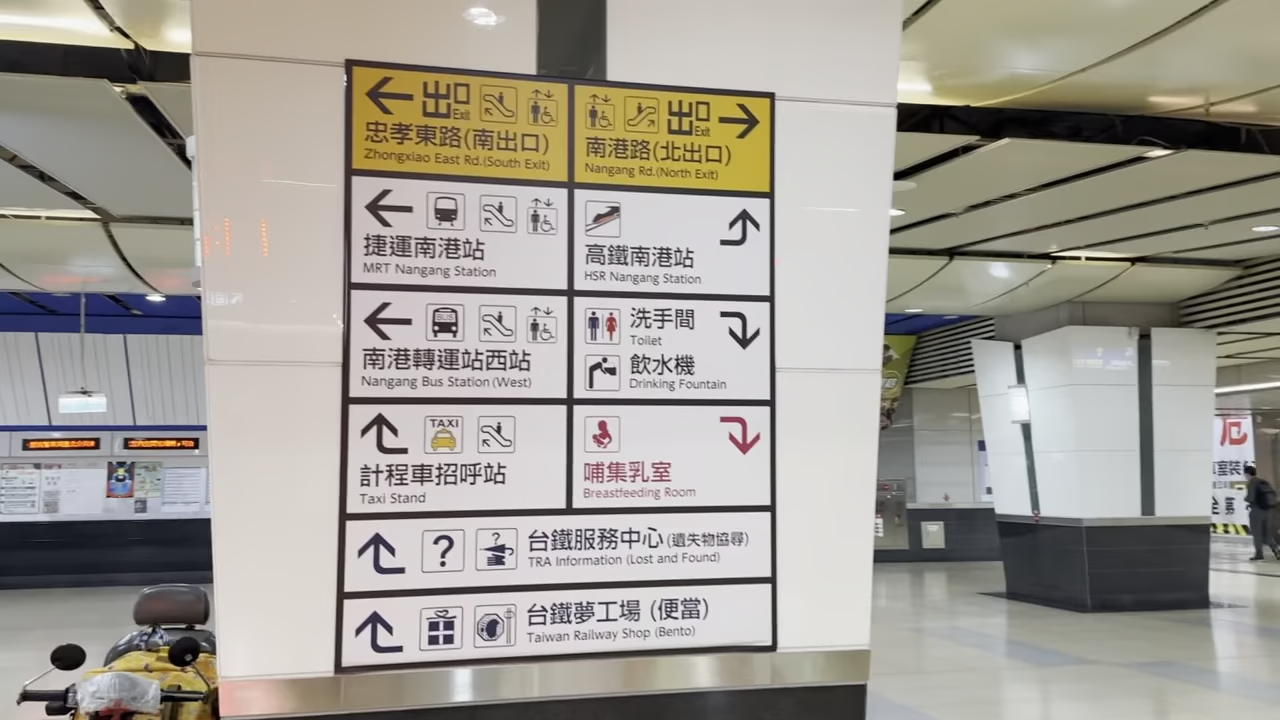 出口
Exit
忠孝東路(南出口)
Zhongxiao East Rd.(South Exit)
出口
Exit
南港路(北出口)
Nangang Rd.(North Exit)
捷運南港站
MRT Nangang Station
高鐵南港站
HSR Nangang Station
BUS
南港轉運站西站
Nangang Bus Station (West)
洗手間
Toilet
飲水機
Drinking Fountain
TAXI
計程車招呼站
Taxi Stand
哺集乳室
Breastfeeding Room
?
台鐵服務中心(遺失物協尋)
TRA Information (Lost and Found)
?
台鐵夢工場 (便當)
Taiwan Railway Shop (Bento)
危